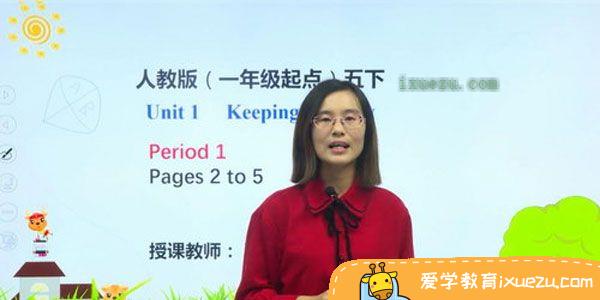 人教版（一年级起点）五下
ixuezu.com
Unit 1 Keeping
Period 1
Pages 2 to 5
授课教师：
爱学教育ixuezu.com